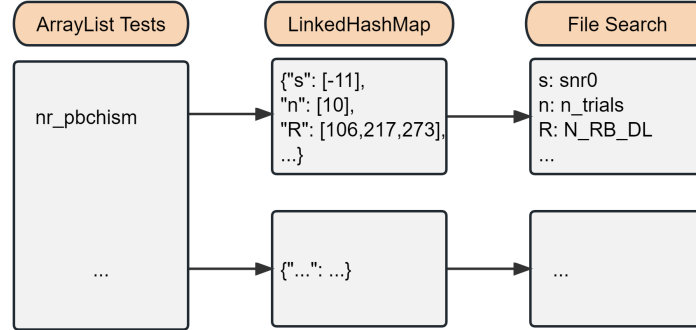 ArrayList Tests
LinkedHashMap
File Search
nr_pbchism
{"s": [-11],
"n": [10],
"R": [106,217,273],
...}
s: snr0
n: n_trials
R: N_RB_DL
...
...
{"...": ...}
...